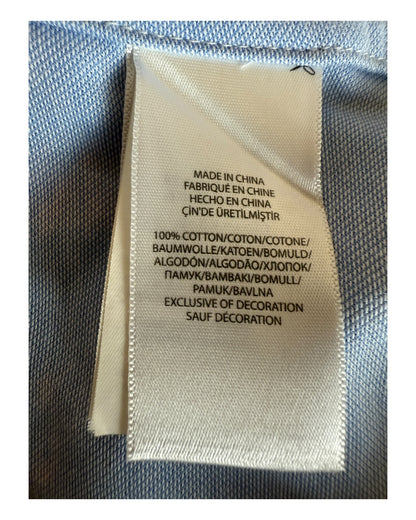 MADE IN CHINA
FABRIQUÉ EN CHINE
HECHO EN CHINA
ÇIN'DE ÜRETİLMİŞTİR
100% COTTON/COTON/COTONE/
BAUMWOLLE/KATOEN/BOMULD/
ALGODÓN/ALGODÃO/ХЛОПОК/
ПАМУК/BAMBAKI/BOMULL/
PAMUK/BAVLNA
EXCLUSIVE OF DECORATION
SAUF DÉCORATION